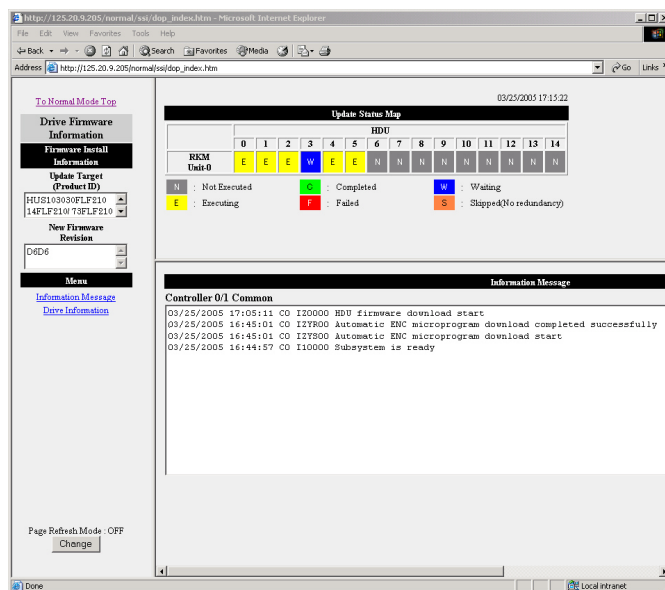 http://125.20.9.205/normal/ssi/dop_index.htm - Microsoft Internet Explorer
File Edit View Favorites Tools Help
Back Search Favorites Media
Address http://125.20.9.205/normal/ssi/dop_index.htm Go Links
To Normal Mode Top
Drive Firmware
Information
Firmware Install
Information
Update Target
(Product ID)
HUS103030FLF210
14FLF210/ 73FLF210
New Firmware
Revision
D6D6
Menu
Information Message
Drive Information
Page Refresh Mode : OFF
Change
03/25/2005 17:15:22
Update Status Map
HDU
0 1 2 3 4 5 6 7 8 9 10 11 12 13 14
RKM
Unit-0
E E E W E E N N N N N N N N N
N : Not Executed C : Completed W : Waiting
E : Executing F : Failed S : Skipped(No redundancy)
Information Message
Controller 0/1 Common
03/25/2005 17:05:11 C0 IZ0000 HDU firmware download start
03/25/2005 16:45:01 C0 IZYR00 Automatic ENC microprogram download completed successfully
03/25/2005 16:45:01 C0 IZYS00 Automatic ENC microprogram download start
03/25/2005 16:44:57 C0 I10000 Subsystem is ready
Done Local intranet